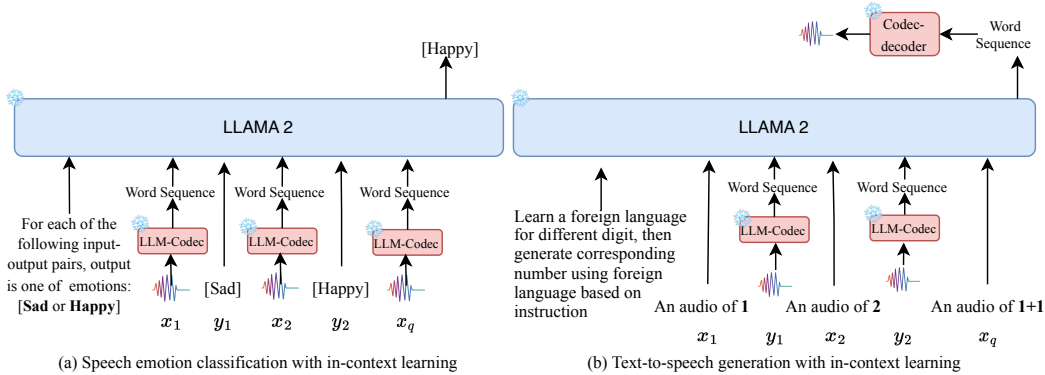 [Happy]
LLAMA 2
Word Sequence
Word Sequence
Word Sequence
LLM-Codec
LLM-Codec
LLM-Codec
For each of the
following input-
output pairs, output
is one of emotions:
[Sad or Happy]
[Sad]
[Happy]
x₁
y₁
x₂
y₂
x_q
(a) Speech emotion classification with in-context learning
Codec-
decoder
Word
Sequence
LLAMA 2
Word Sequence
Word Sequence
LLM-Codec
LLM-Codec
Learn a foreign language
for different digit, then
generate corresponding
number using foreign
language based on
instruction
An audio of 1
An audio of 2
An audio of 1+1
x₁
y₁
x₂
y₂
x_q
(b) Text-to-speech generation with in-context learning